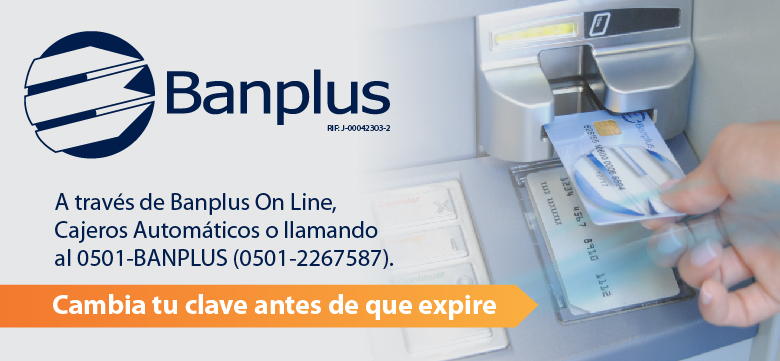 Banplus
RIF: J-00042303-2
A través de Banplus On Line,
Cajeros Automáticos o llamando
al 0501-BANPLUS (0501-2267587).
Cambia tu clave antes de que expire
Banplus